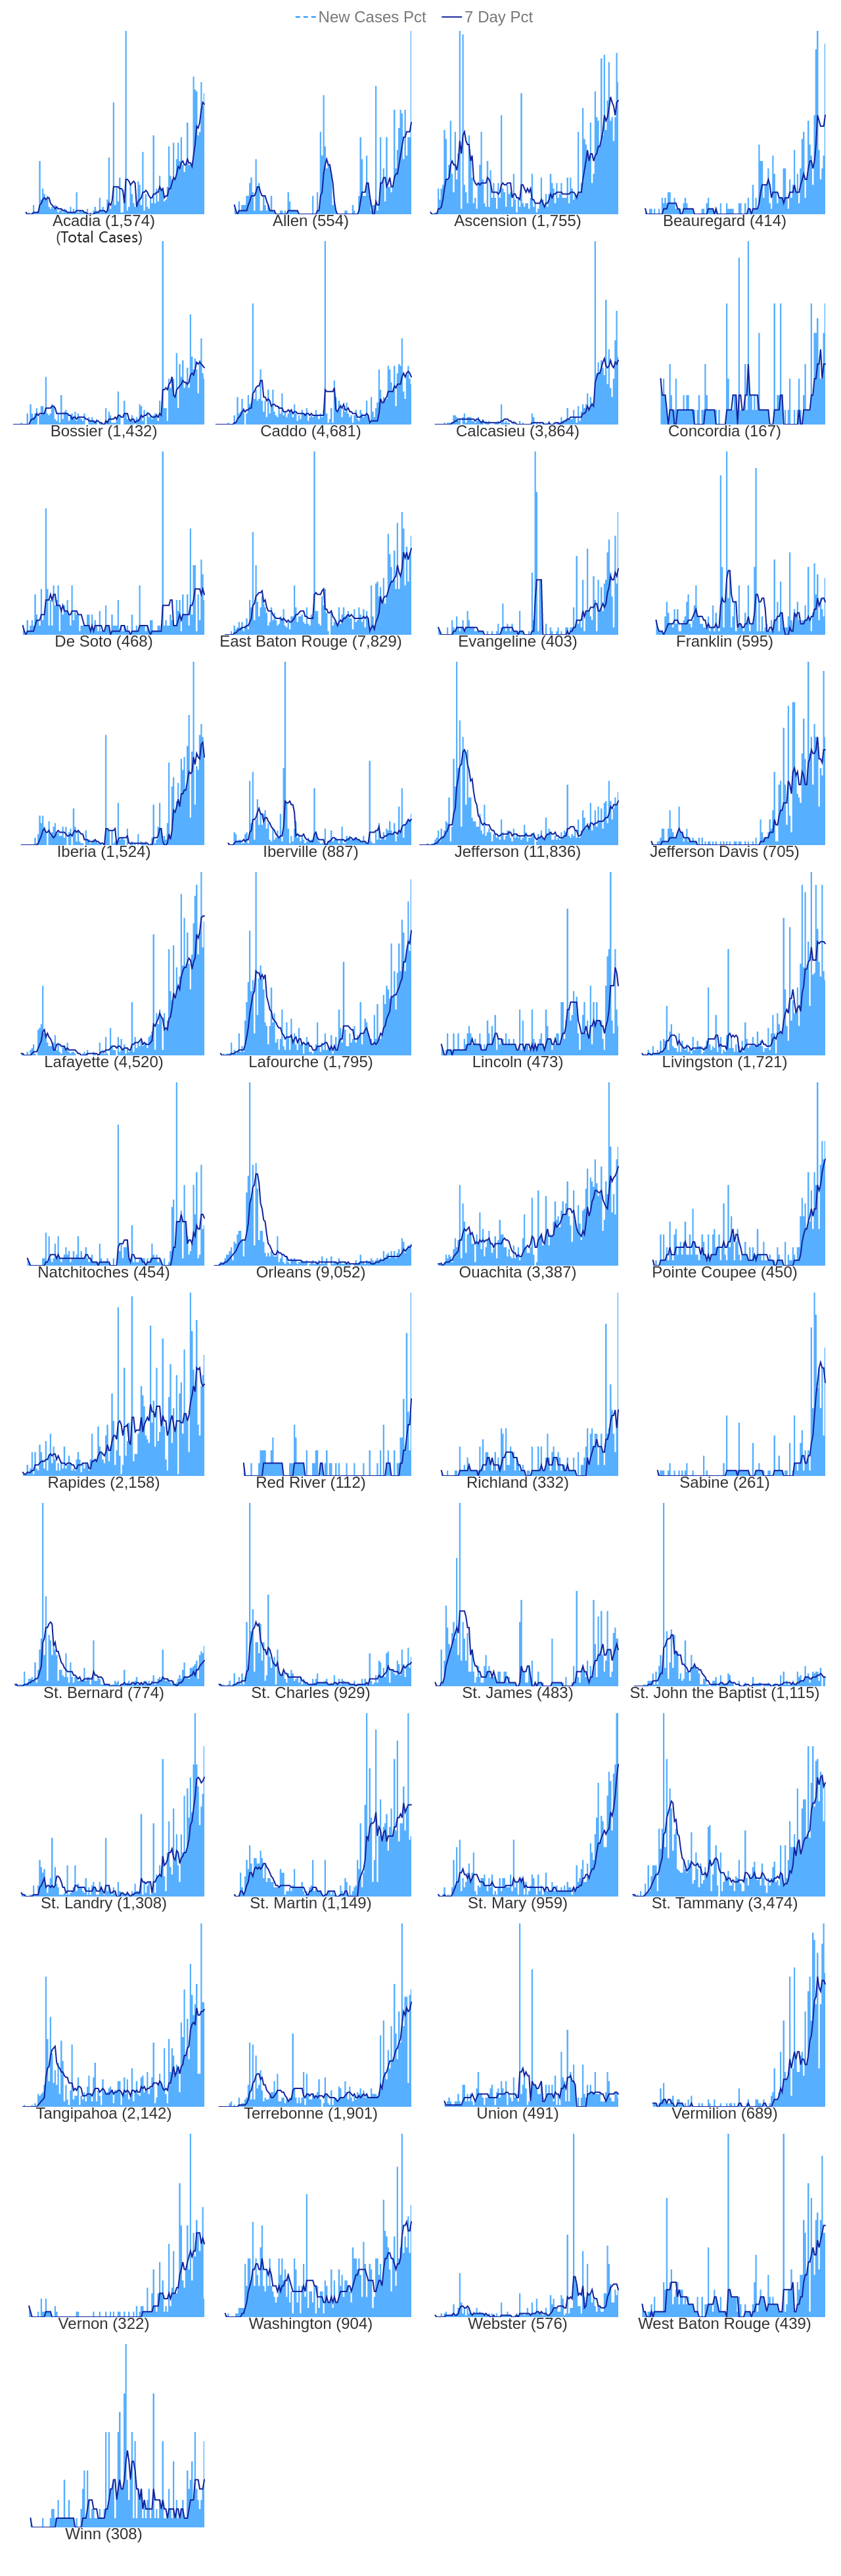 New Cases Pct 7 Day Pct
Acadia (1,574) Allen (554) Ascension (1,755) Beauregard (414)
(Total Cases)
Bossier (1,432) Caddo (4,681) Calcasieu (3,864) Concordia (167)
De Soto (468) East Baton Rouge (7,829) Evangeline (403) Franklin (595)
Iberia (1,524) Iberville (887) Jefferson (11,836) Jefferson Davis (705)
Lafayette (4,520) Lafourche (1,795) Lincoln (473) Livingston (1,721)
Natchitoches (454) Orleans (9,052) Ouachita (3,387) Pointe Coupee (450)
Rapides (2,158) Red River (112) Richland (332) Sabine (261)
St. Bernard (774) St. Charles (929) St. James (483) St. John the Baptist (1,115)
St. Landry (1,308) St. Martin (1,149) St. Mary (959) St. Tammany (3,474)
Tangipahoa (2,142) Terrebonne (1,901) Union (491) Vermilion (689)
Vernon (322) Washington (904) Webster (576) West Baton Rouge (439)
Winn (308)